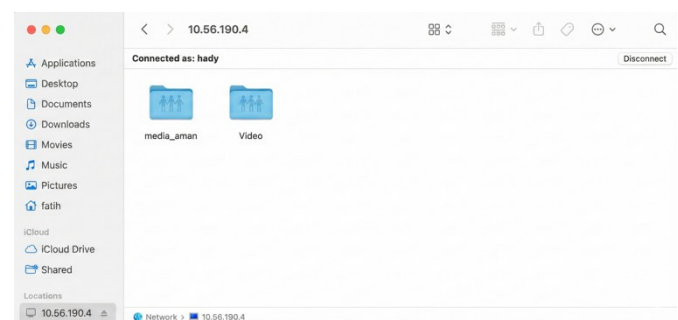 10.56.190.4
Connected as: hady
Disconnect
Applications
Desktop
Documents
Downloads
Movies
Music
Pictures
fatih
iCloud
iCloud Drive
Shared
Locations
10.56.190.4
media_aman
Video
Network › 10.56.190.4